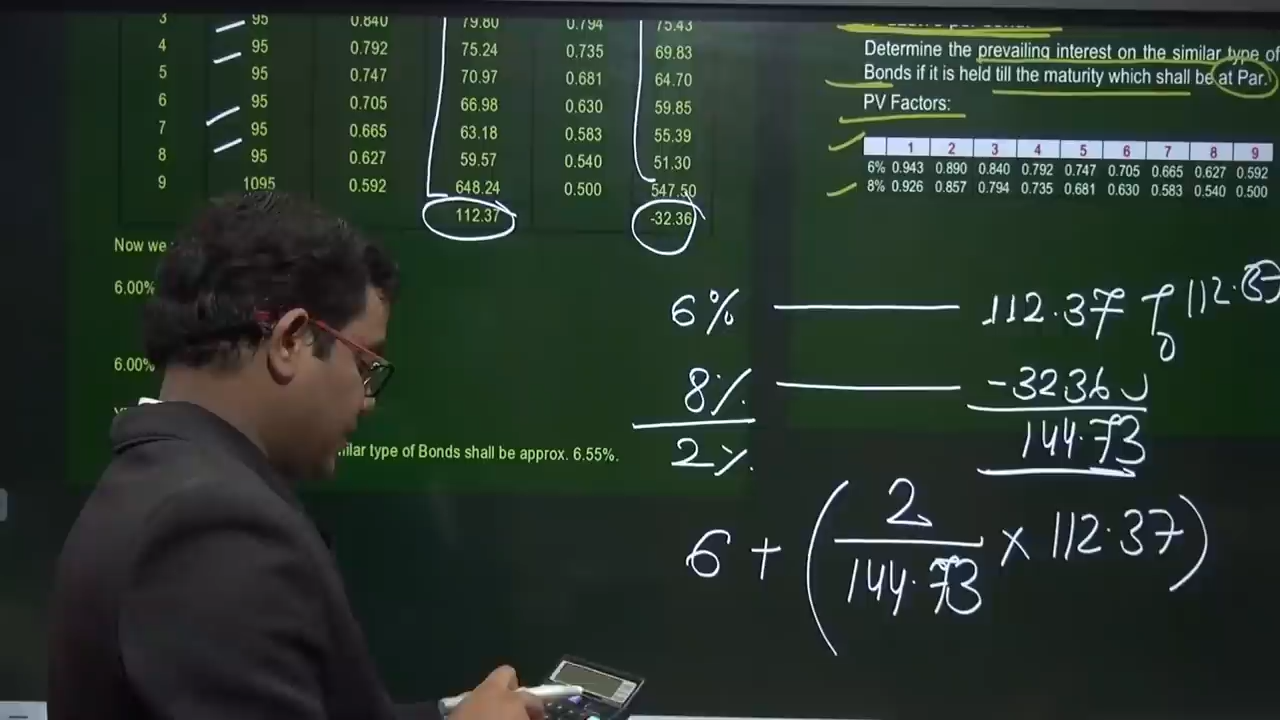 3 95 0.840 79.80 0.794 75.43
4 95 0.792 75.24 0.735 69.83
5 95 0.747 70.97 0.681 64.70
6 95 0.705 66.98 0.630 59.85
7 95 0.665 63.18 0.583 55.39
8 95 0.627 59.57 0.540 51.30
9 1095 0.592 648.24 0.500 547.50
112.37 -32.36
Now we
6.00%
6.00%
ilar type of Bonds shall be approx. 6.55%.
Determine the prevailing interest on the similar type of
Bonds if it is held till the maturity which shall be at Par.
PV Factors:
1 2 3 4 5 6 7 8 9
6% 0.943 0.890 0.840 0.792 0.747 0.705 0.665 0.627 0.592
8% 0.926 0.857 0.794 0.735 0.681 0.630 0.583 0.540 0.500
6% 112.37 112.37
0
8% -32.36
2% 144.73
6 + (2/144.73 × 112.37)